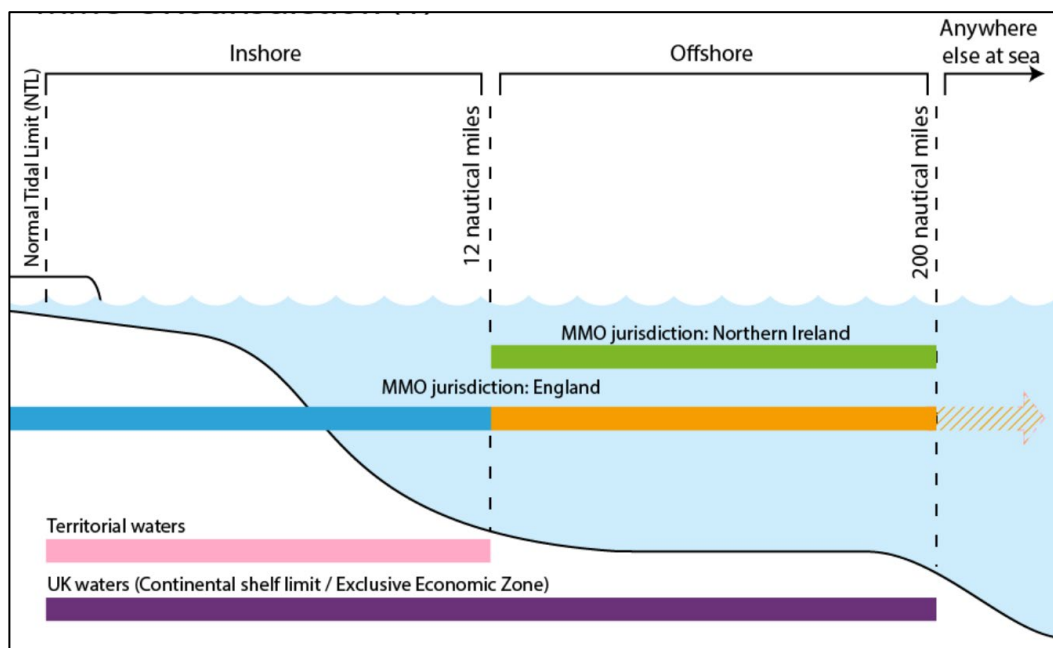 Inshore
Offshore
Anywhere
else at sea
Normal Tidal Limit (NTL)
12 nautical miles
200 nautical miles
MMO jurisdiction: Northern Ireland
MMO jurisdiction: England
Territorial waters
UK waters (Continental shelf limit / Exclusive Economic Zone)